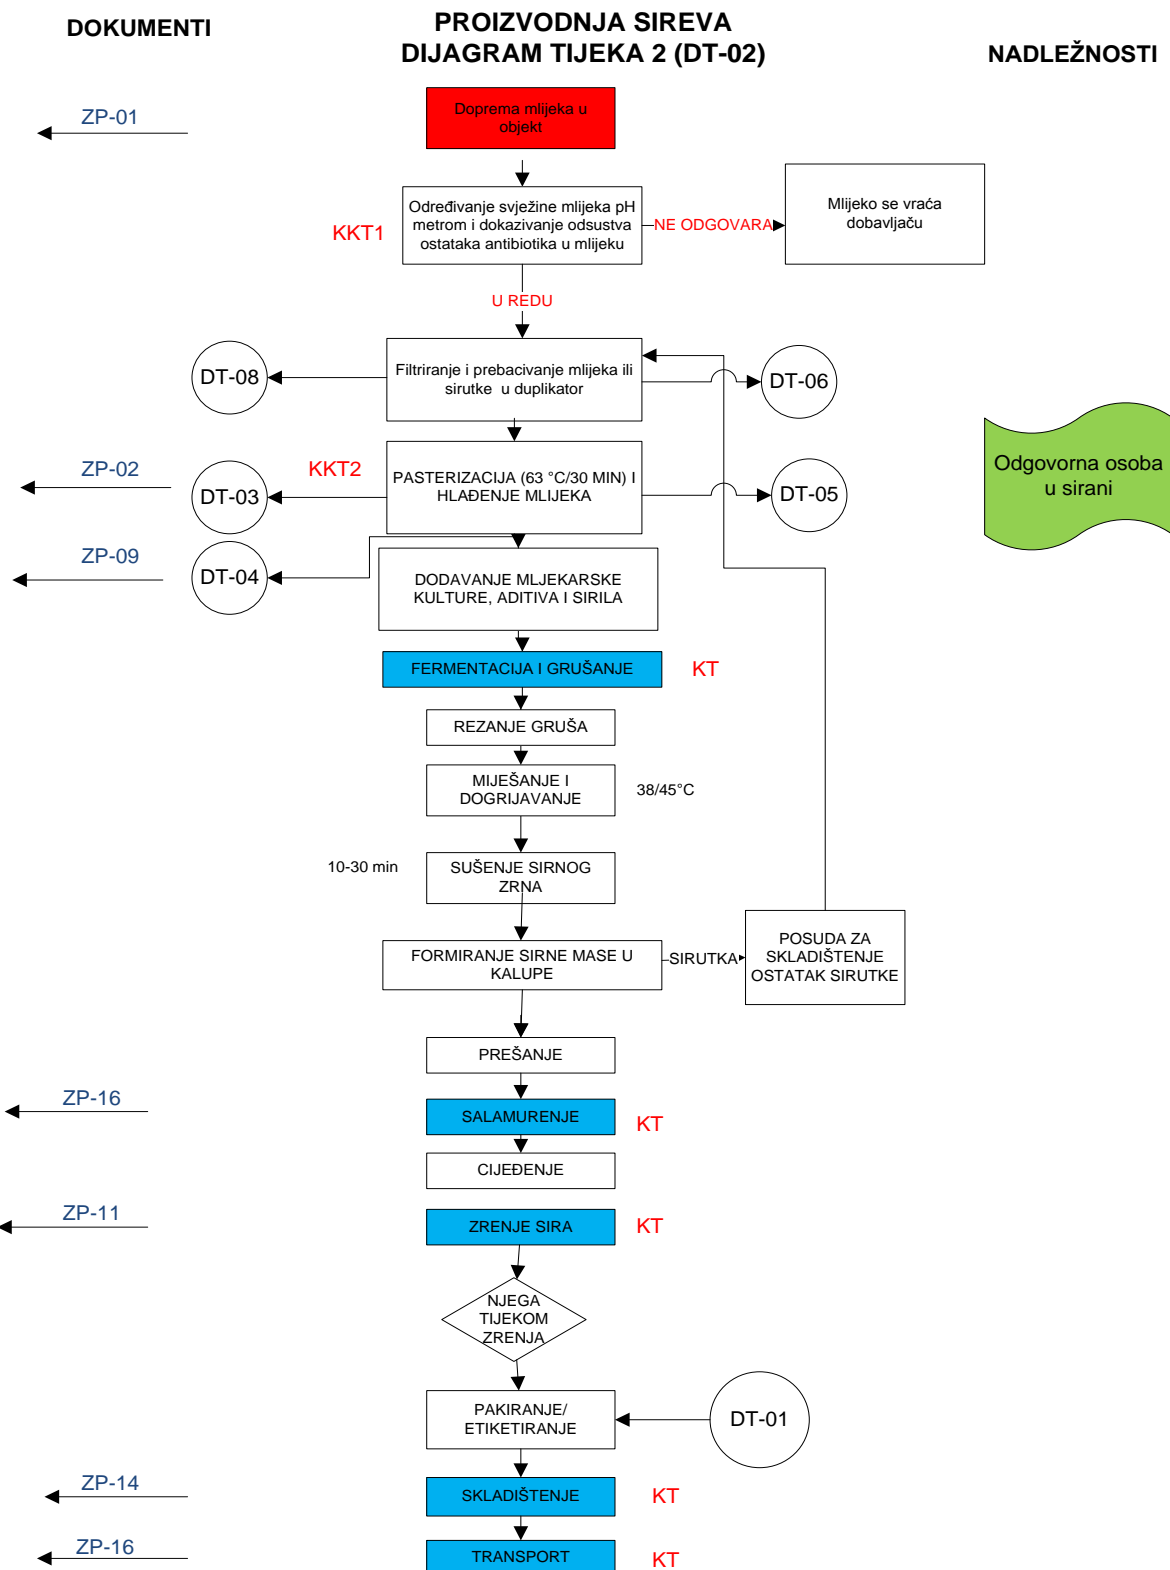 DOKUMENTI
PROIZVODNJA SIREVA
DIJAGRAM TIJEKA 2 (DT-02)
NADLEŽNOSTI
ZP-01
Doprema mlijeka u
objekt
KKT1
Određivanje svježine mlijeka pH
metrom i dokazivanje odsustva
ostataka antibiotika u mlijeku
NE ODGOVARA
Mlijeko se vraća
dobavljaču
U REDU
DT-08
Filtriranje i prebacivanje mlijeka ili
sirutke u duplikator
DT-06
ZP-02
KKT2
DT-03
PASTERIZACIJA (63 °C/30 MIN) I
HLAĐENJE MLIJEKA
DT-05
Odgovorna osoba
u sirani
ZP-09
DT-04
DODAVANJE MLJEKARSKE
KULTURE, ADITIVA I SIRILA
FERMENTACIJA I GRUŠANJE
KT
REZANJE GRUŠA
MIJEŠANJE I
DOGRIJAVANJE
38/45°C
10-30 min
SUŠENJE SIRNOG
ZRNA
FORMIRANJE SIRNE MASE U
KALUPE
SIRUTKA
POSUDA ZA
SKLADIŠTENJE
OSTATAK SIRUTKE
PREŠANJE
ZP-16
SALAMURENJE
KT
CIJEĐENJE
ZP-11
ZRENJE SIRA
KT
NJEGA
TIJEKOM
ZRENJA
PAKIRANJE/
ETIKETIRANJE
DT-01
ZP-14
SKLADIŠTENJE
KT
ZP-16
TRANSPORT
KT